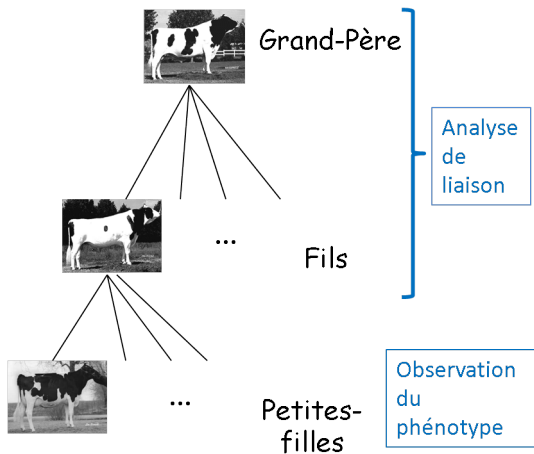 Grand-Père
Analyse
de
liaison
...
Fils
Observation
du
phénotype
...
Petites-
filles